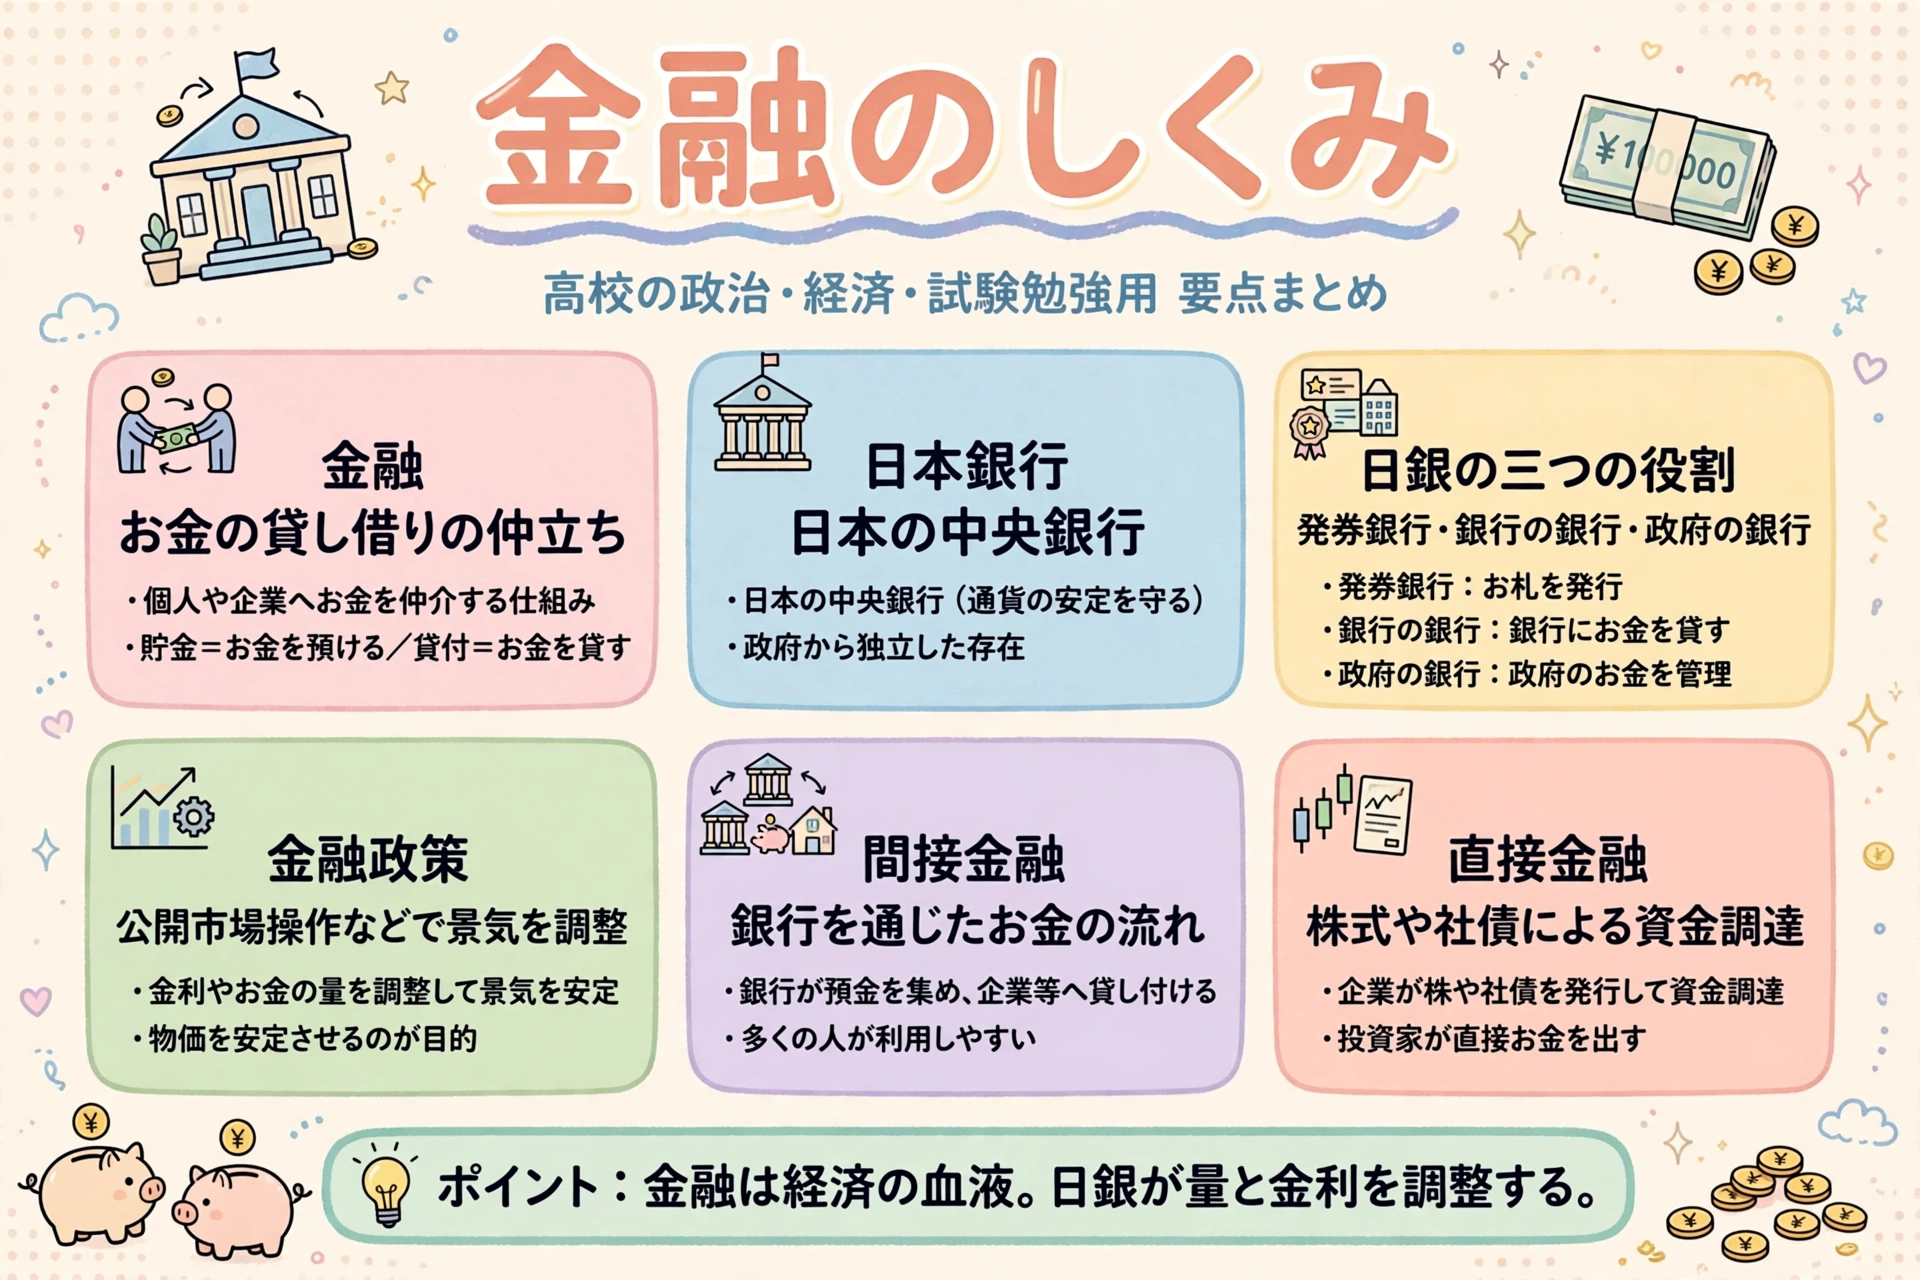 金融のしくみ
高校の政治・経済・試験勉強用 要点まとめ
¥100000
金融
お金の貸し借りの仲立ち
・個人や企業へお金を仲介する仕組み
・貯金＝お金を預ける／貸付＝お金を貸す
日本銀行
日本の中央銀行
・日本の中央銀行（通貨の安定を守る）
・政府から独立した存在
日銀の三つの役割
発券銀行・銀行の銀行・政府の銀行
・発券銀行：お札を発行
・銀行の銀行：銀行にお金を貸す
・政府の銀行：政府のお金を管理
金融政策
公開市場操作などで景気を調整
・金利やお金の量を調整して景気を安定
・物価を安定させるのが目的
間接金融
銀行を通じたお金の流れ
・銀行が預金を集め、企業等へ貸し付ける
・多くの人が利用しやすい
直接金融
株式や社債による資金調達
・企業が株や社債を発行して資金調達
・投資家が直接お金を出す
ポイント：金融は経済の血液。日銀が量と金利を調整する。